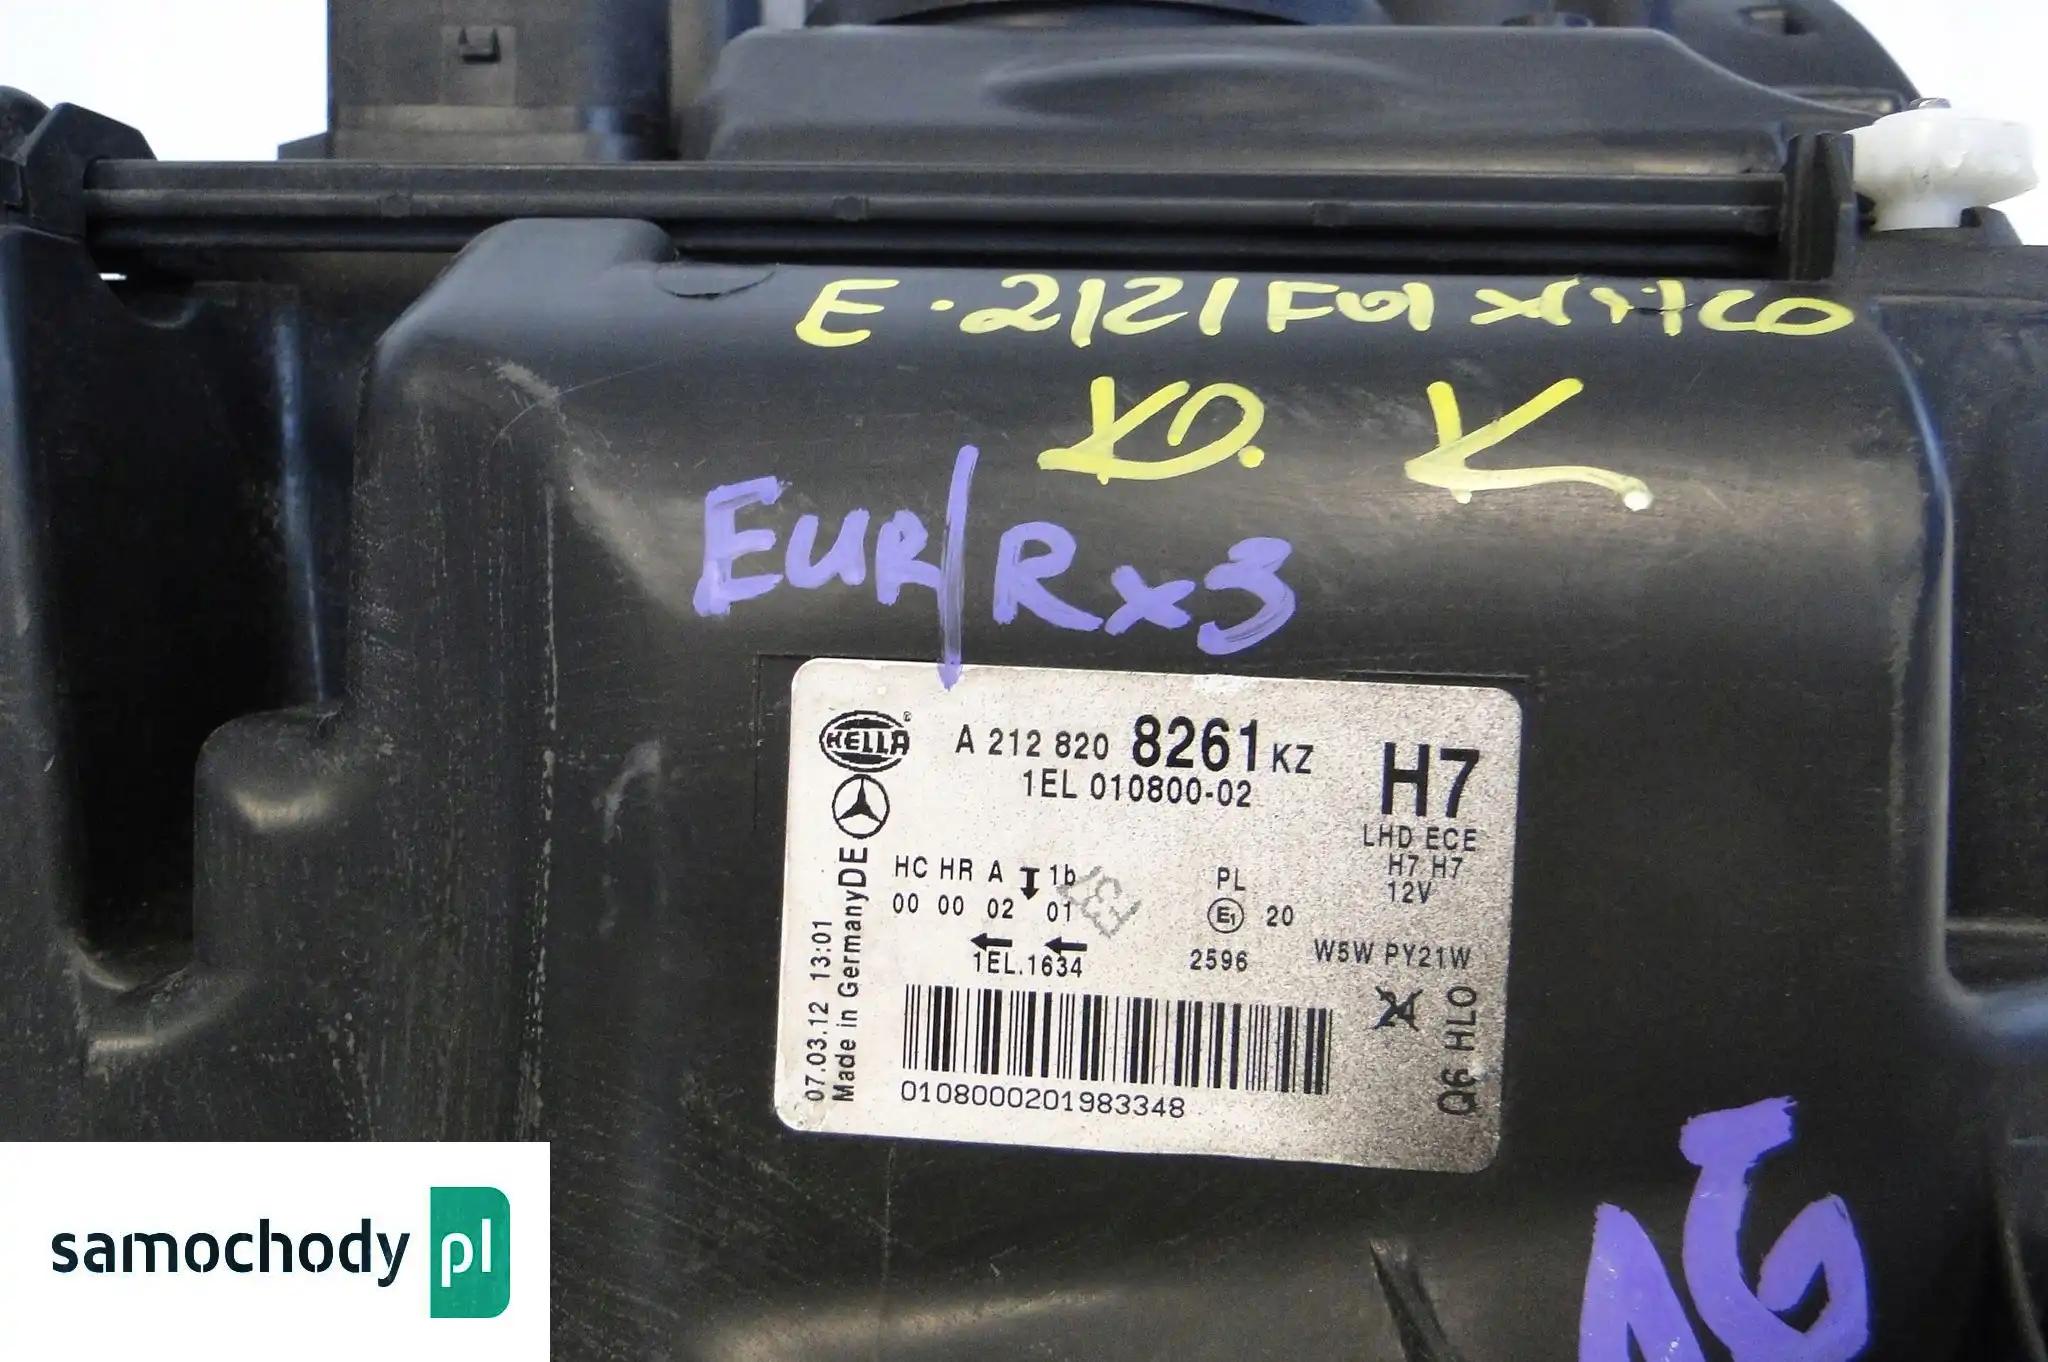 EUR/Rx3
HELLA
A 212 820 8261 KZ
1EL 010800-02
H7
LHD ECE
H7 H7
12V
HC HR A 1b
00 00 02 01
1EL.1634
PL
E1 20
2596
W5W PY21W
24
Q6 HL0
07.03.12 13:01
Made in Germany DE
0108000201983348
samochody pl